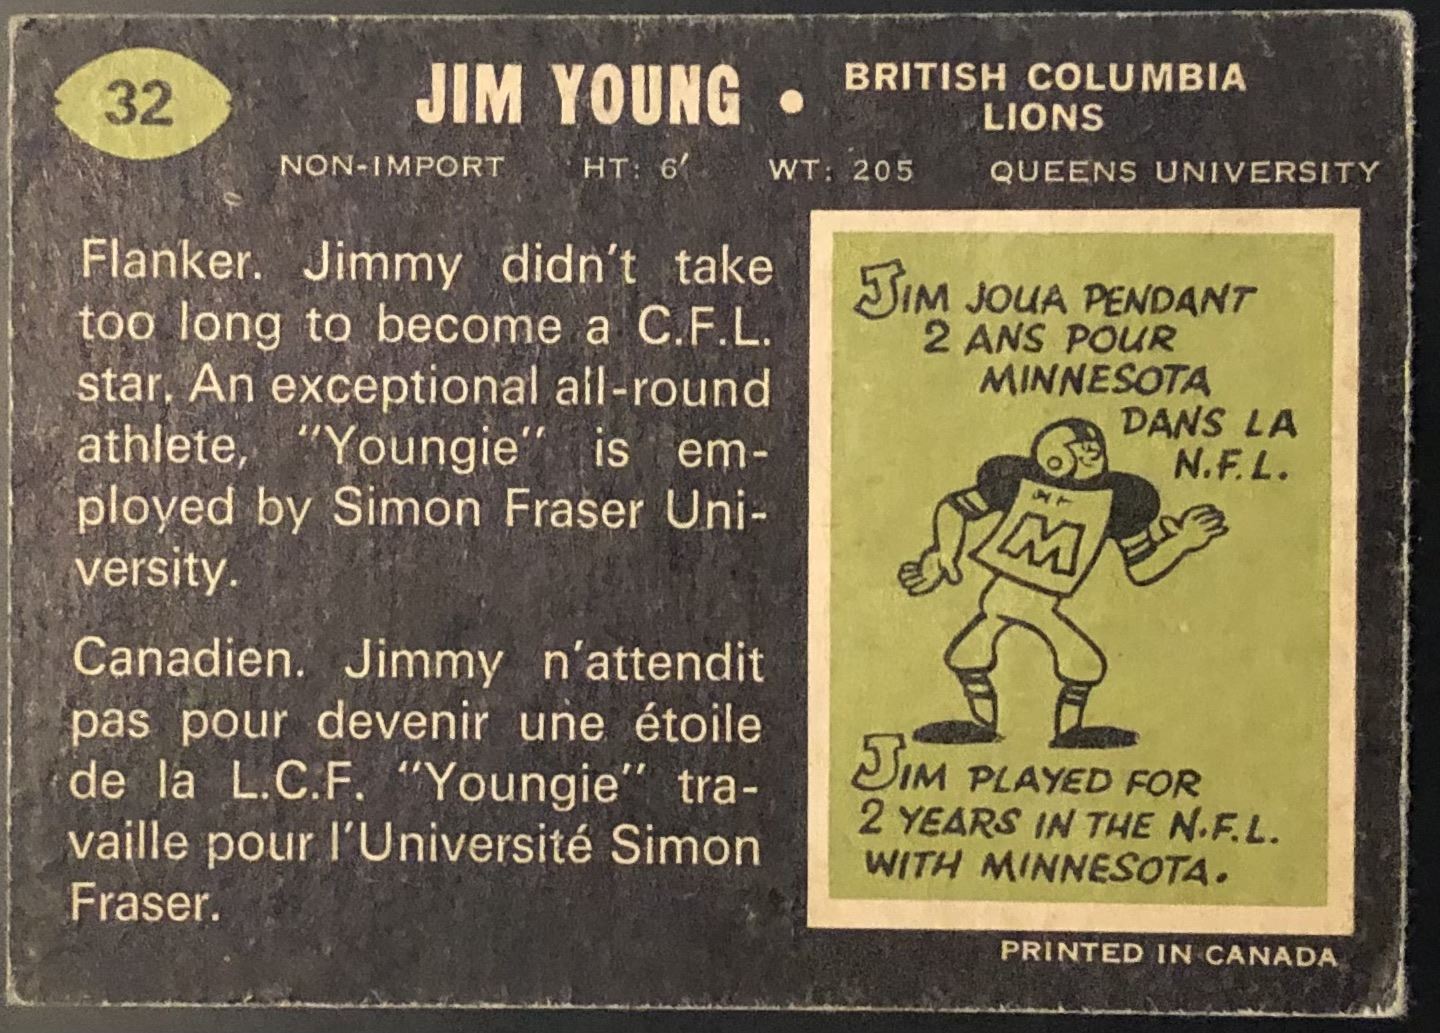 32
JIM YOUNG • BRITISH COLUMBIA
LIONS
NON-IMPORT HT: 6′ WT: 205 QUEENS UNIVERSITY
Flanker. Jimmy didn't take
too long to become a C.F.L.
star. An exceptional all-round
athlete, "Youngie" is em-
ployed by Simon Fraser Uni-
versity.
Canadien. Jimmy n'attendit
pas pour devenir une étoile
de la L.C.F. "Youngie" tra-
vaille pour l'Université Simon
Fraser.
JIM JOUA PENDANT
2 ANS POUR
MINNESOTA
DANS LA
N.F.L.
M
JIM PLAYED FOR
2 YEARS IN THE N.F.L.
WITH MINNESOTA.
PRINTED IN CANADA